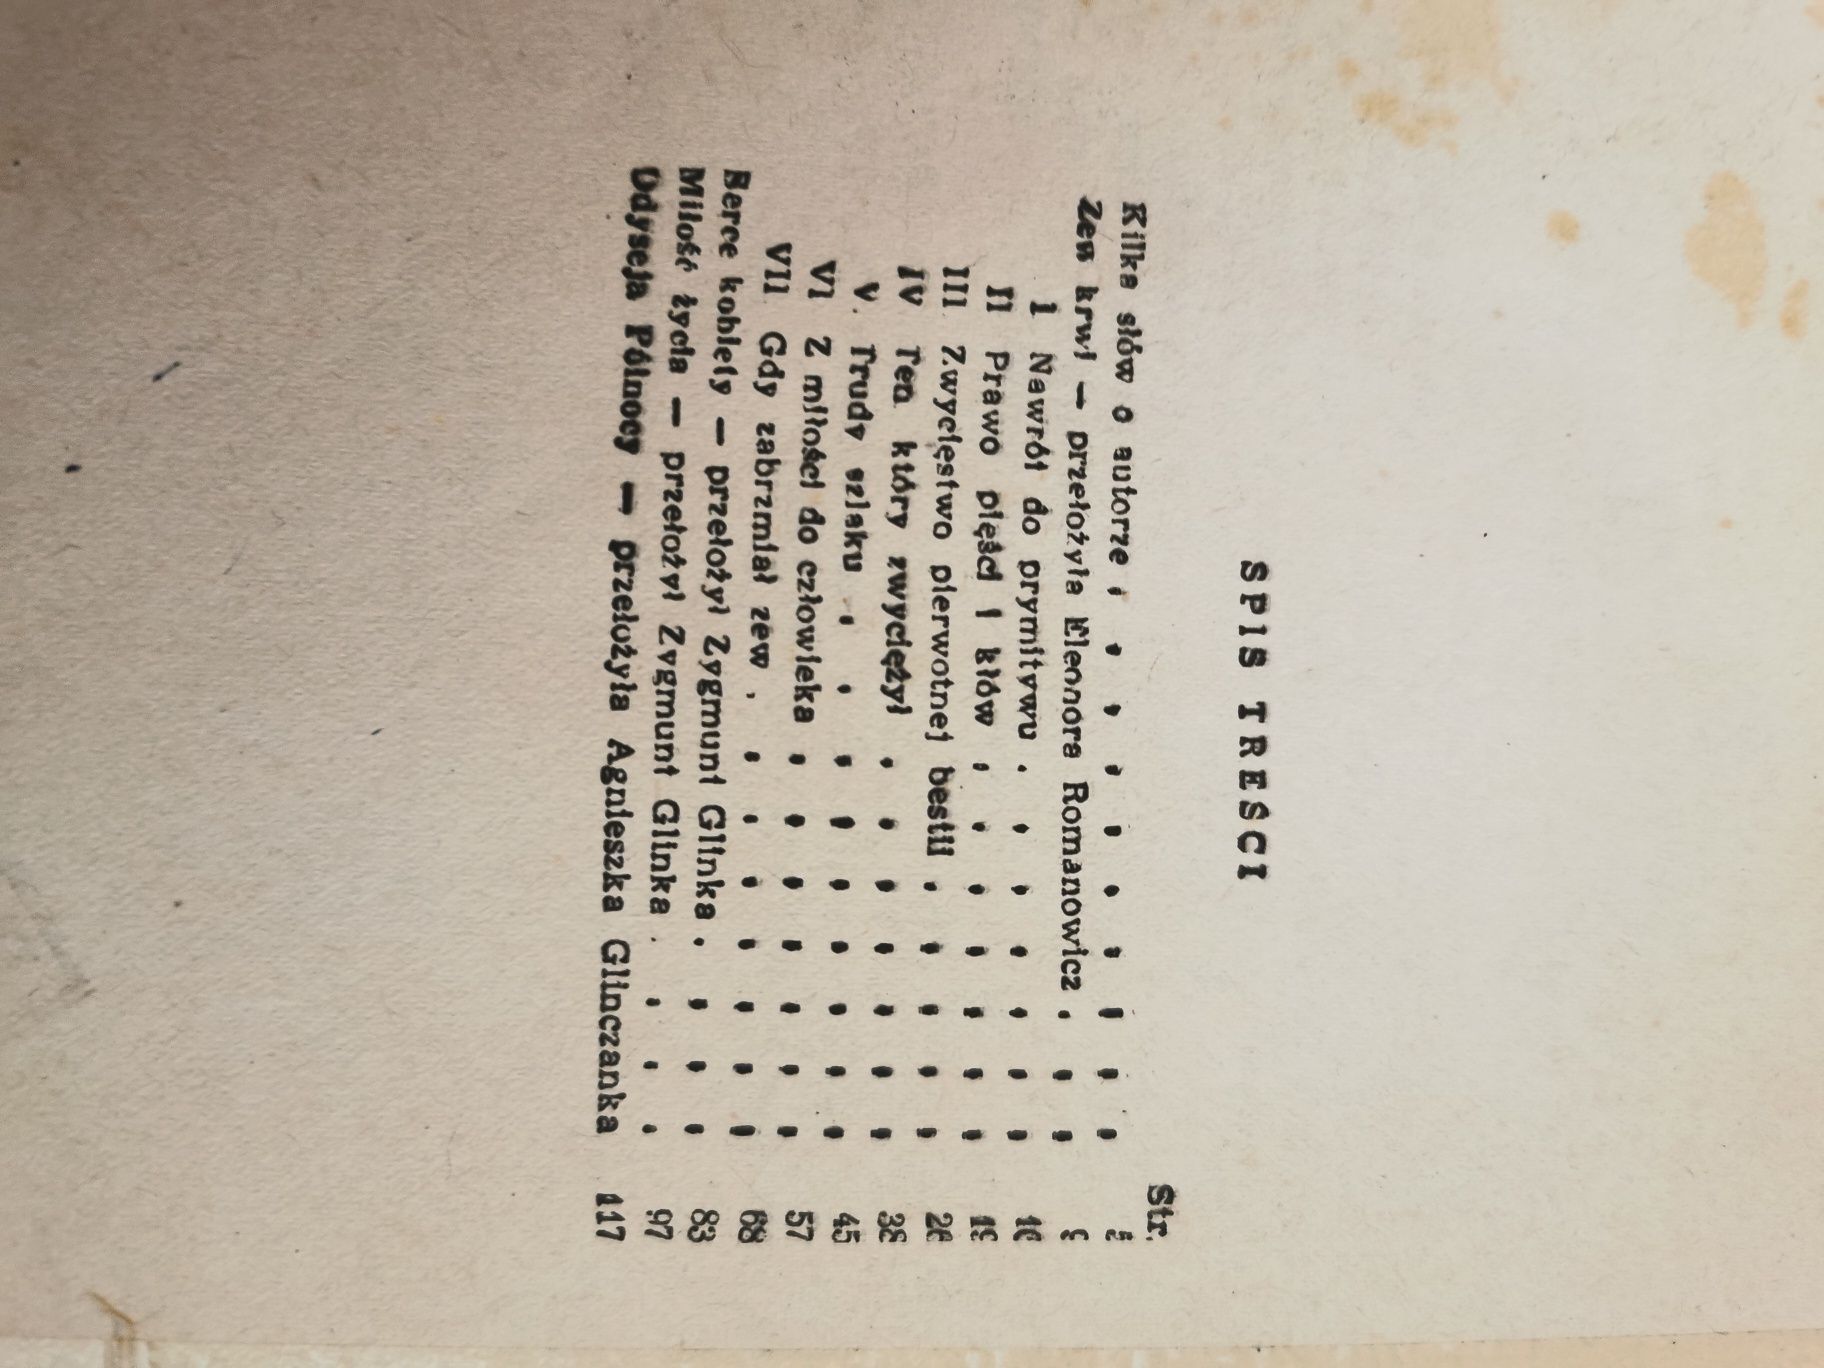 SPIS TREŚCI
Str.
Kilka słów o autorze . . . . . . . . . .
Zew krwi — przełożyła Eleonora Romanowicz . . .
I Nawrót do prymitywu . . . . . . .
II Prawo pięści i kłów . . . . . . .
III. Zwycięstwo pierwotnej bestii . . . . . 26
IV Ten który zwyciężył . . . . . . .
V. Trudy szlaku . . . . . . . . . 45
VI Z miłości do człowieka . . . . . . . 57
VII Gdy zabrzmiał zew . . . . . . . . 68
Serce kobiety — przełożył Zygmunt Glinka . . . . 83
Miłość życia — przełożył Zygmunt Glinka . . . . 97
Odyseja Północy — przełożyła Agnieszka Glinczanka 117